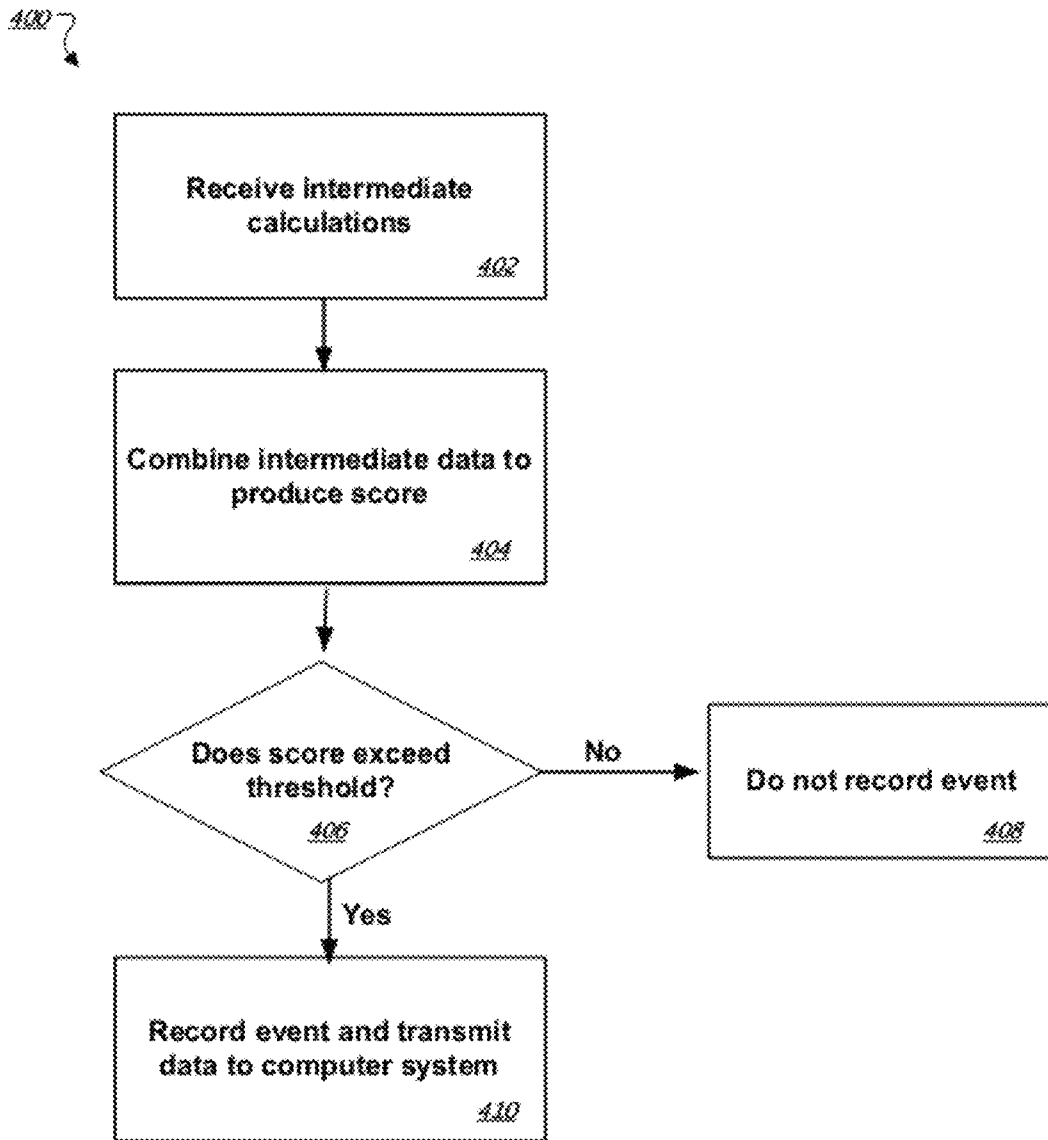 400
Receive intermediate
calculations
402
Combine intermediate data to
produce score
404
Does score exceed
threshold?
406
No
Do not record event
408
Yes
Record event and transmit
data to computer system
410